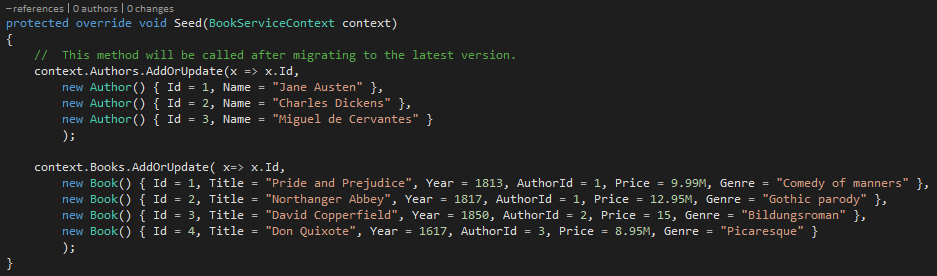 – references | 0 authors | 0 changes
protected override void Seed(BookServiceContext context)
{
//  This method will be called after migrating to the latest version.
context.Authors.AddOrUpdate(x => x.Id,
new Author() { Id = 1, Name = "Jane Austen" },
new Author() { Id = 2, Name = "Charles Dickens" },
new Author() { Id = 3, Name = "Miguel de Cervantes" }
);
context.Books.AddOrUpdate( x=> x.Id,
new Book() { Id = 1, Title = "Pride and Prejudice", Year = 1813, AuthorId = 1, Price = 9.99M, Genre = "Comedy of manners" },
new Book() { Id = 2, Title = "Northanger Abbey", Year = 1817, AuthorId = 1, Price = 12.95M, Genre = "Gothic parody" },
new Book() { Id = 3, Title = "David Copperfield", Year = 1850, AuthorId = 2, Price = 15, Genre = "Bildungsroman" },
new Book() { Id = 4, Title = "Don Quixote", Year = 1617, AuthorId = 3, Price = 8.95M, Genre = "Picaresque" }
);
}